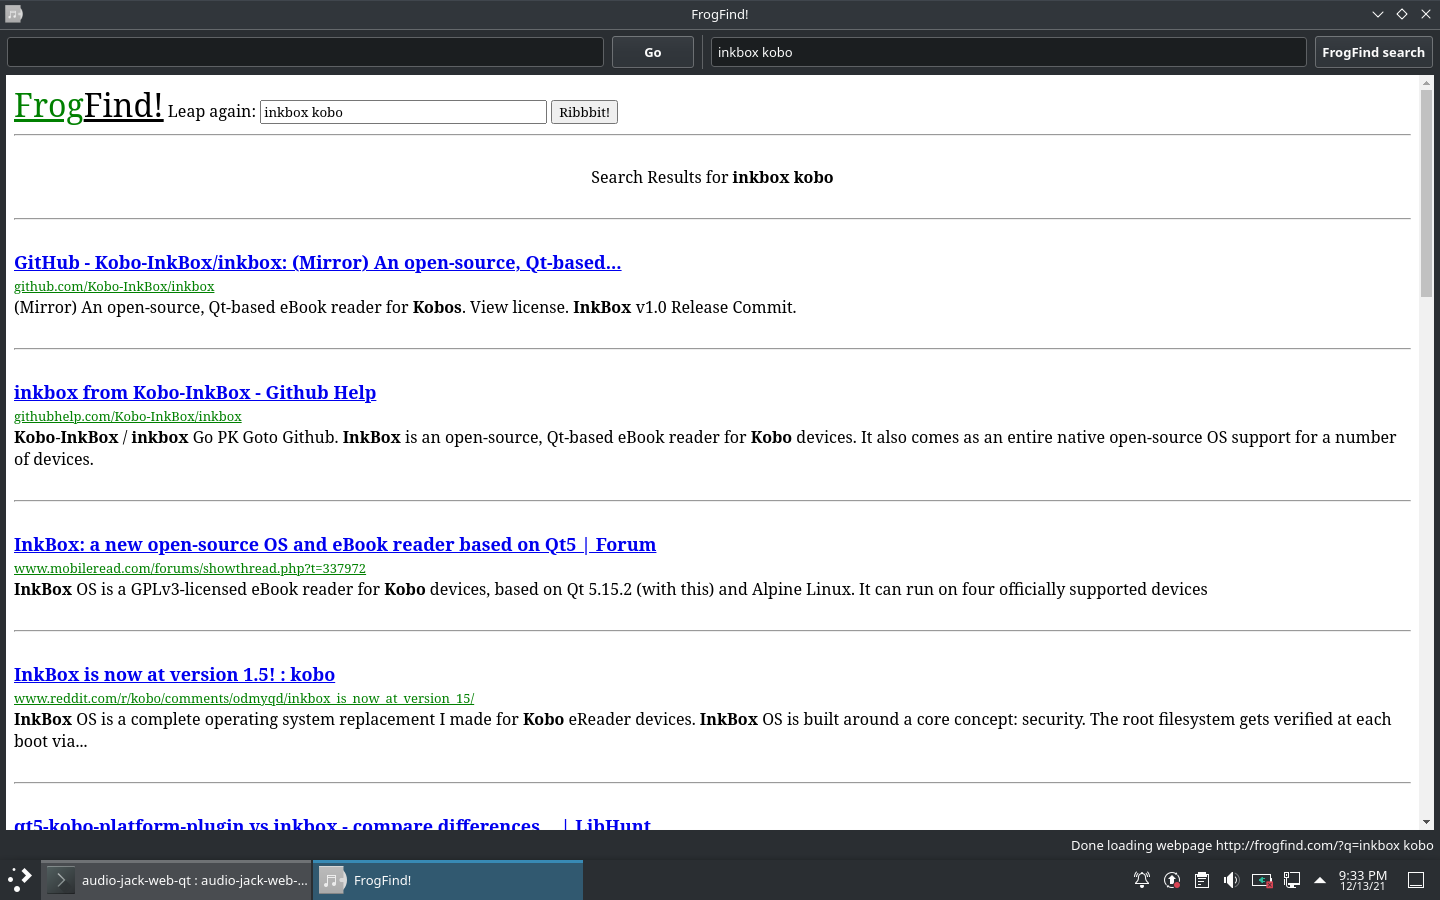 FrogFind!
Go
inkbox kobo
FrogFind search
FrogFind! Leap again: inkbox kobo Ribbbit!
Search Results for inkbox kobo
GitHub - Kobo-InkBox/inkbox: (Mirror) An open-source, Qt-based...
github.com/Kobo-InkBox/inkbox
(Mirror) An open-source, Qt-based eBook reader for Kobos. View license. InkBox v1.0 Release Commit.
inkbox from Kobo-InkBox - Github Help
githubhelp.com/Kobo-InkBox/inkbox
Kobo-InkBox / inkbox Go PK Goto Github. InkBox is an open-source, Qt-based eBook reader for Kobo devices. It also comes as an entire native open-source OS support for a number
of devices.
InkBox: a new open-source OS and eBook reader based on Qt5 | Forum
www.mobileread.com/forums/showthread.php?t=337972
InkBox OS is a GPLv3-licensed eBook reader for Kobo devices, based on Qt 5.15.2 (with this) and Alpine Linux. It can run on four officially supported devices
InkBox is now at version 1.5! : kobo
www.reddit.com/r/kobo/comments/odmyqd/inkbox_is_now_at_version_15/
InkBox OS is a complete operating system replacement I made for Kobo eReader devices. InkBox OS is built around a core concept: security. The root filesystem gets verified at each
boot via...
qt5-kobo-platform-plugin vs inkbox - compare differences... | LibHunt
Done loading webpage http://frogfind.com/?q=inkbox kobo
audio-jack-web-qt : audio-jack-web-...
FrogFind!
9:33 PM
12/13/21